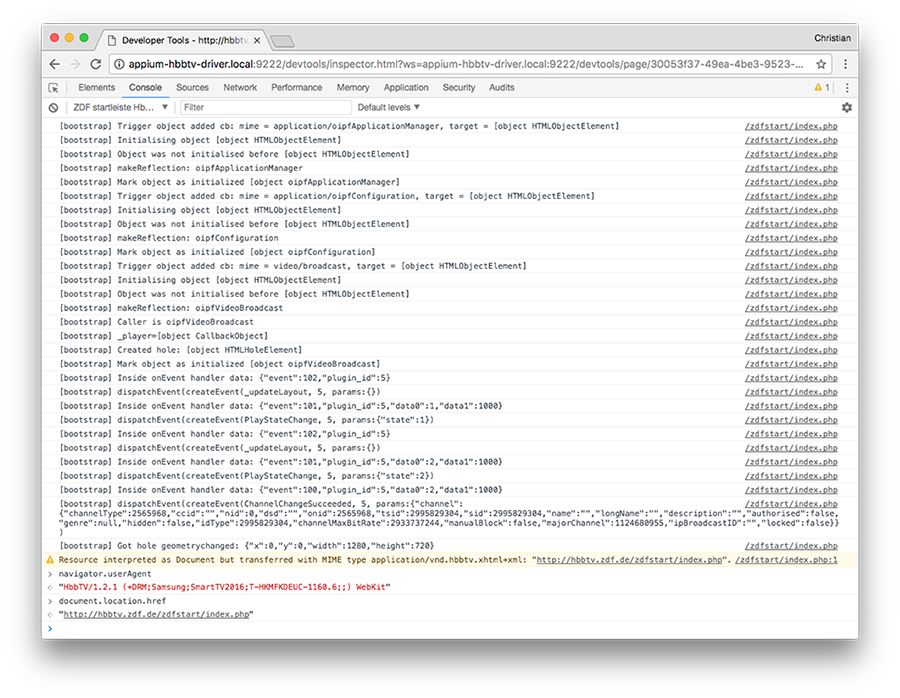 Developer Tools - http://hbbtv
Christian
appium-hbbtv-driver.local:9222/devtools/inspector.html?ws=appium-hbbtv-driver.local:9222/devtools/page/30053f37-49ea-4be3-9523-...
Elements Console Sources Network Performance Memory Application Security Audits 1
ZDF startleiste Hb... Filter Default levels
[bootstrap] Trigger object added cb: mime = application/oipfApplicationManager, target = [object HTMLObjectElement] /zdfstart/index.php
[bootstrap] Initialising object [object HTMLObjectElement] /zdfstart/index.php
[bootstrap] Object was not initialised before [object HTMLObjectElement] /zdfstart/index.php
[bootstrap] makeReflection: oipfApplicationManager /zdfstart/index.php
[bootstrap] Mark object as initialized [object oipfApplicationManager] /zdfstart/index.php
[bootstrap] Trigger object added cb: mime = application/oipfConfiguration, target = [object HTMLObjectElement] /zdfstart/index.php
[bootstrap] Initialising object [object HTMLObjectElement] /zdfstart/index.php
[bootstrap] Object was not initialised before [object HTMLObjectElement] /zdfstart/index.php
[bootstrap] makeReflection: oipfConfiguration /zdfstart/index.php
[bootstrap] Mark object as initialized [object oipfConfiguration] /zdfstart/index.php
[bootstrap] Trigger object added cb: mime = video/broadcast, target = [object HTMLObjectElement] /zdfstart/index.php
[bootstrap] Initialising object [object HTMLObjectElement] /zdfstart/index.php
[bootstrap] Object was not initialised before [object HTMLObjectElement] /zdfstart/index.php
[bootstrap] makeReflection: oipfVideoBroadcast /zdfstart/index.php
[bootstrap] Caller is oipfVideoBroadcast /zdfstart/index.php
[bootstrap] _player=[object CallbackObject] /zdfstart/index.php
[bootstrap] Created hole: [object HTMLHoleElement] /zdfstart/index.php
[bootstrap] Mark object as initialized [object oipfVideoBroadcast] /zdfstart/index.php
[bootstrap] Inside onEvent handler data: {"event":102,"plugin_id":5} /zdfstart/index.php
[bootstrap] dispatchEvent(createEvent(_updateLayout, 5, params:{}) /zdfstart/index.php
[bootstrap] Inside onEvent handler data: {"event":101,"plugin_id":5,"data0":1,"data1":1000} /zdfstart/index.php
[bootstrap] dispatchEvent(createEvent(PlayStateChange, 5, params:{"state":1}) /zdfstart/index.php
[bootstrap] Inside onEvent handler data: {"event":102,"plugin_id":5} /zdfstart/index.php
[bootstrap] dispatchEvent(createEvent(_updateLayout, 5, params:{}) /zdfstart/index.php
[bootstrap] Inside onEvent handler data: {"event":101,"plugin_id":5,"data0":2,"data1":1000} /zdfstart/index.php
[bootstrap] dispatchEvent(createEvent(PlayStateChange, 5, params:{"state":2}) /zdfstart/index.php
[bootstrap] Inside onEvent handler data: {"event":100,"plugin_id":5,"data0":2,"data1":1000} /zdfstart/index.php
[bootstrap] dispatchEvent(createEvent(ChannelChangeSucceeded, 5, params:{"channel": /zdfstart/index.php
{"channelType":2565968,"ccid":"","nid":0,"dsd":"","onid":2565968,"tsid":2995829304,"sid":2995829304,"name":"","longName":"","description":"","authorised":false,
"genre":null,"hidden":false,"idType":2995829304,"channelMaxBitRate":2933737244,"manualBlock":false,"majorChannel":1124680955,"ipBroadcastID":"","locked":false}}
)
[bootstrap] Got hole geometrychanged: {"x":0,"y":0,"width":1280,"height":720} /zdfstart/index.php
Resource interpreted as Document but transferred with MIME type application/vnd.hbbtv.xhtml+xml: "http://hbbtv.zdf.de/zdfstart/index.php". /zdfstart/index.php:1
navigator.userAgent
"HbbTV/1.2.1 (+DRM;Samsung;SmartTV2016;T-HKMFKDEUC-1160.6;;) WebKit"
document.location.href
"http://hbbtv.zdf.de/zdfstart/index.php"